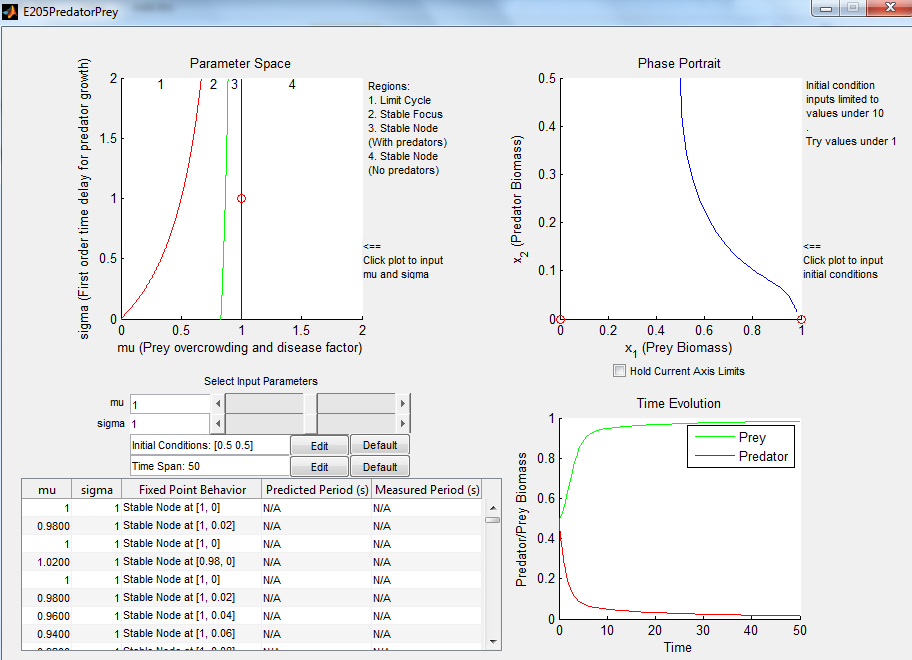 E205PredatorPrey
Parameter Space
sigma (First order time delay for predator growth)
2
1.5
1
0.5
0
1
2
3
4
0
0.5
1
1.5
2
mu (Prey overcrowding and disease factor)
Regions:
1. Limit Cycle
2. Stable Focus
3. Stable Node
(With predators)
4. Stable Node
(No predators)
<==
Click plot to input
mu and sigma
Phase Portrait
x2 (Predator Biomass)
0.5
0.4
0.3
0.2
0.1
0
0
0.2
0.4
0.6
0.8
1
x1 (Prey Biomass)
Initial condition
inputs limited to
values under 10
.
Try values under 1
<==
Click plot to input
initial conditions
Hold Current Axis Limits
Select Input Parameters
mu 1
sigma 1
Initial Conditions: [0.5 0.5] Edit Default
Time Span: 50 Edit Default
mu sigma Fixed Point Behavior Predicted Period (s) Measured Period (s)
1 1 Stable Node at [1, 0] N/A N/A
0.9800 1 Stable Node at [1, 0.02] N/A N/A
1 1 Stable Node at [1, 0] N/A N/A
1.0200 1 Stable Node at [0.98, 0] N/A N/A
1 1 Stable Node at [1, 0] N/A N/A
0.9800 1 Stable Node at [1, 0.02] N/A N/A
0.9600 1 Stable Node at [1, 0.04] N/A N/A
0.9400 1 Stable Node at [1, 0.06] N/A N/A
Time Evolution
Predator/Prey Biomass
1
0.8
0.6
0.4
0.2
0
0
10
20
30
40
50
Time
Prey
Predator